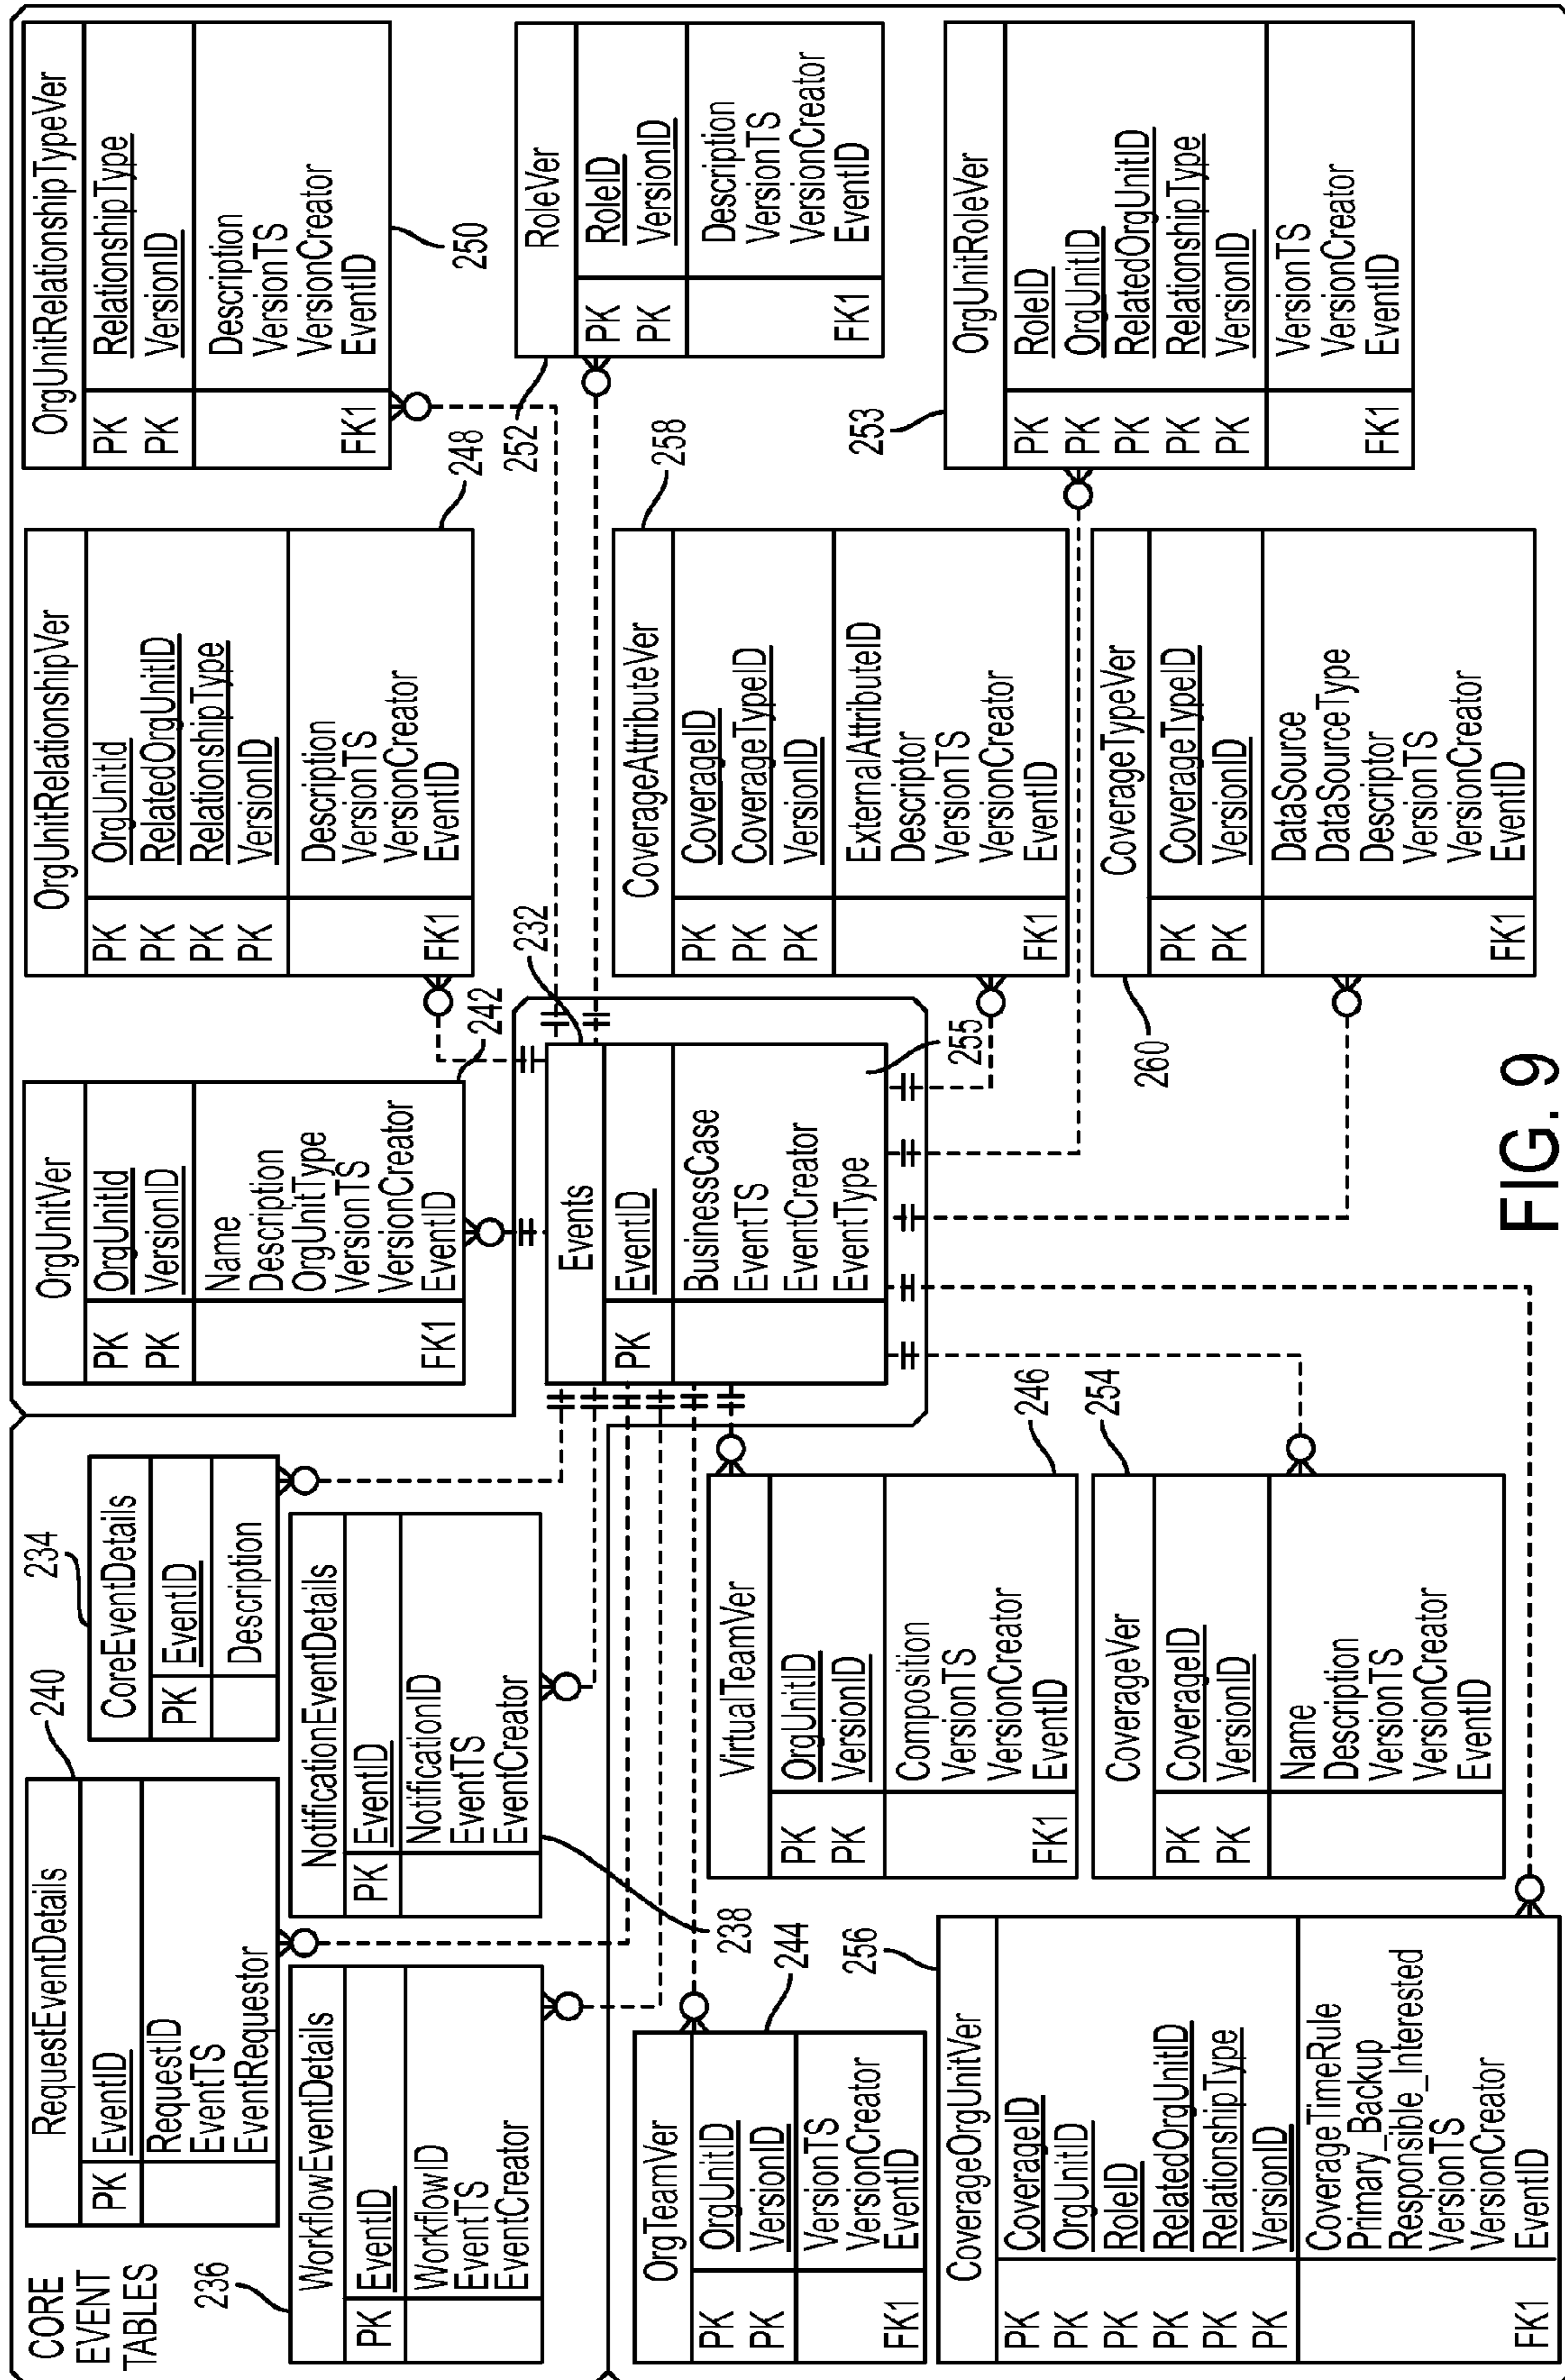 CORE
EVENT
TABLES
240
RequestEventDetails
PK EventID
RequestID
EventTS
EventRequestor
234
CoreEventDetails
PK EventID
Description
236
WorkflowEventDetails
PK EventID
WorkflowID
EventTS
EventCreator
NotificationEventDetails
PK EventID
NotificationID
EventTS
EventCreator
238
OrgUnitVer
PK OrgUnitId
PK VersionID
Name
Description
OrgUnitType
VersionTS
VersionCreator
FK1 EventID
242
OrgUnitRelationshipVer
PK OrgUnitId
PK RelatedOrgUnitID
PK RelationshipType
PK VersionID
Description
VersionTS
VersionCreator
FK1 EventID
248
OrgUnitRelationshipTypeVer
PK RelationshipType
PK VersionID
Description
VersionTS
VersionCreator
FK1 EventID
250
232
Events
PK EventID
BusinessCase
EventTS
EventCreator
EventType
255
252
RoleVer
PK RoleID
PK VersionID
Description
VersionTS
VersionCreator
FK1 EventID
OrgTeamVer
PK OrgUnitID
PK VersionID
VersionTS
VersionCreator
FK1 EventID
244
VirtualTeamVer
PK OrgUnitID
PK VersionID
Composition
VersionTS
VersionCreator
FK1 EventID
246
258
CoverageAttributeVer
PK CoverageID
PK CoverageTypeID
PK VersionID
ExternalAttributeID
Descriptor
VersionTS
VersionCreator
FK1 EventID
253
OrgUnitRoleVer
PK RoleID
PK OrgUnitID
PK RelatedOrgUnitID
PK RelationshipType
PK VersionID
VersionTS
VersionCreator
FK1 EventID
256
CoverageOrgUnitVer
PK CoverageID
PK OrgUnitID
PK RoleID
PK RelatedOrgUnitID
PK RelationshipType
PK VersionID
CoverageTimeRule
Primary_Backup
Responsible_Interested
VersionTS
VersionCreator
FK1 EventID
254
CoverageVer
PK CoverageID
PK VersionID
Name
Description
VersionTS
VersionCreator
EventID
260
CoverageTypeVer
PK CoverageTypeID
PK VersionID
DataSource
DataSourceType
Descriptor
VersionTS
VersionCreator
FK1 EventID
FIG. 9